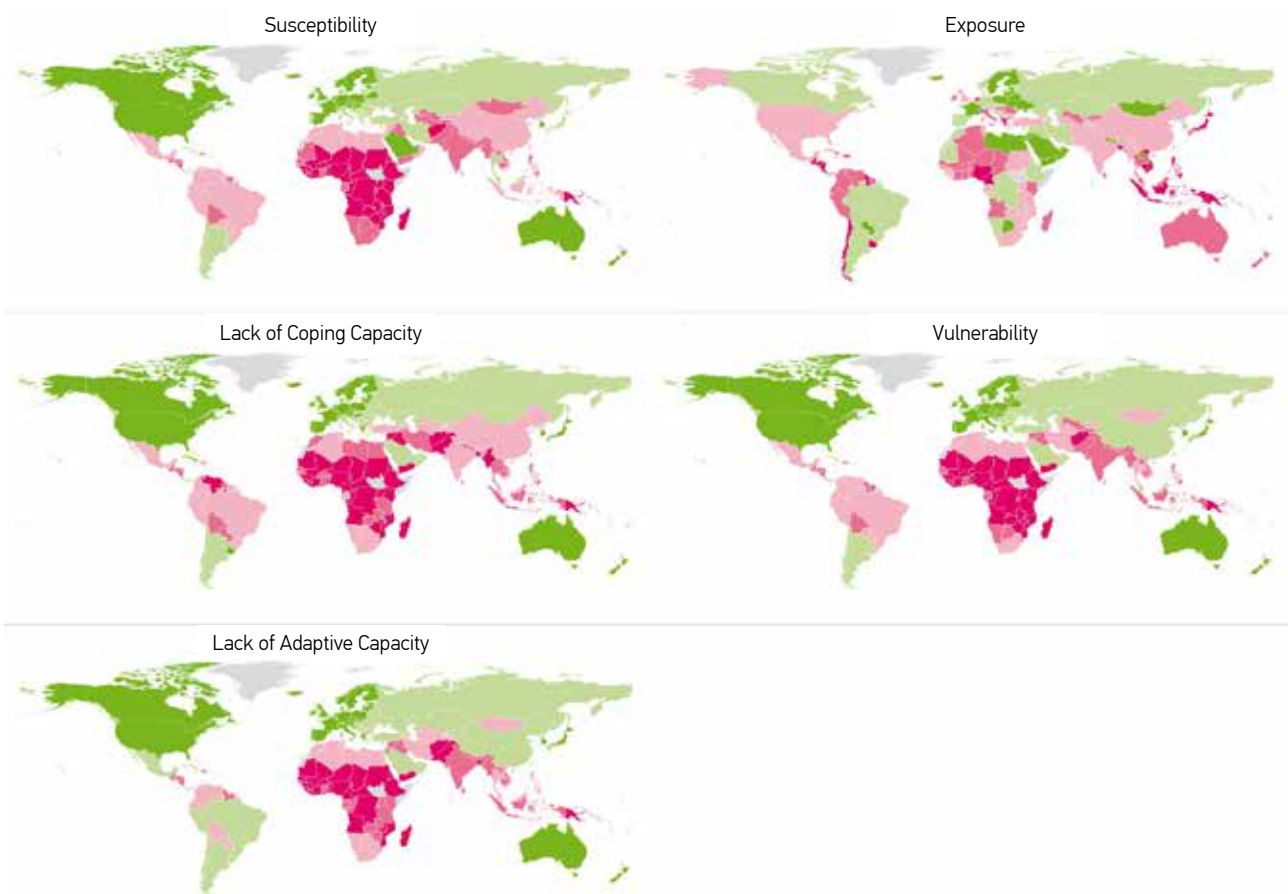 Susceptibility
Exposure
Lack of Coping Capacity
Vulnerability
Lack of Adaptive Capacity